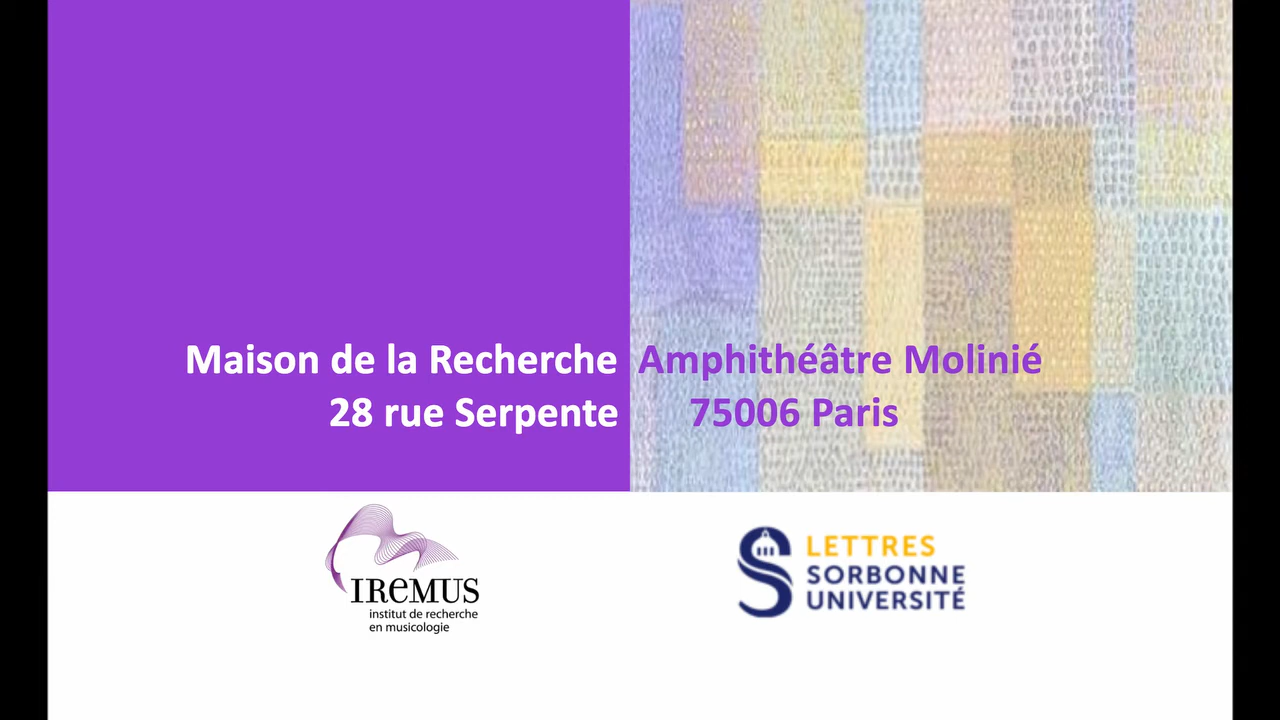 Maison de la Recherche Amphithéâtre Molinié
28 rue Serpente 75006 Paris
IReMUS
institut de recherche
en musicologie
LETTRES
SORBONNE
UNIVERSITÉ